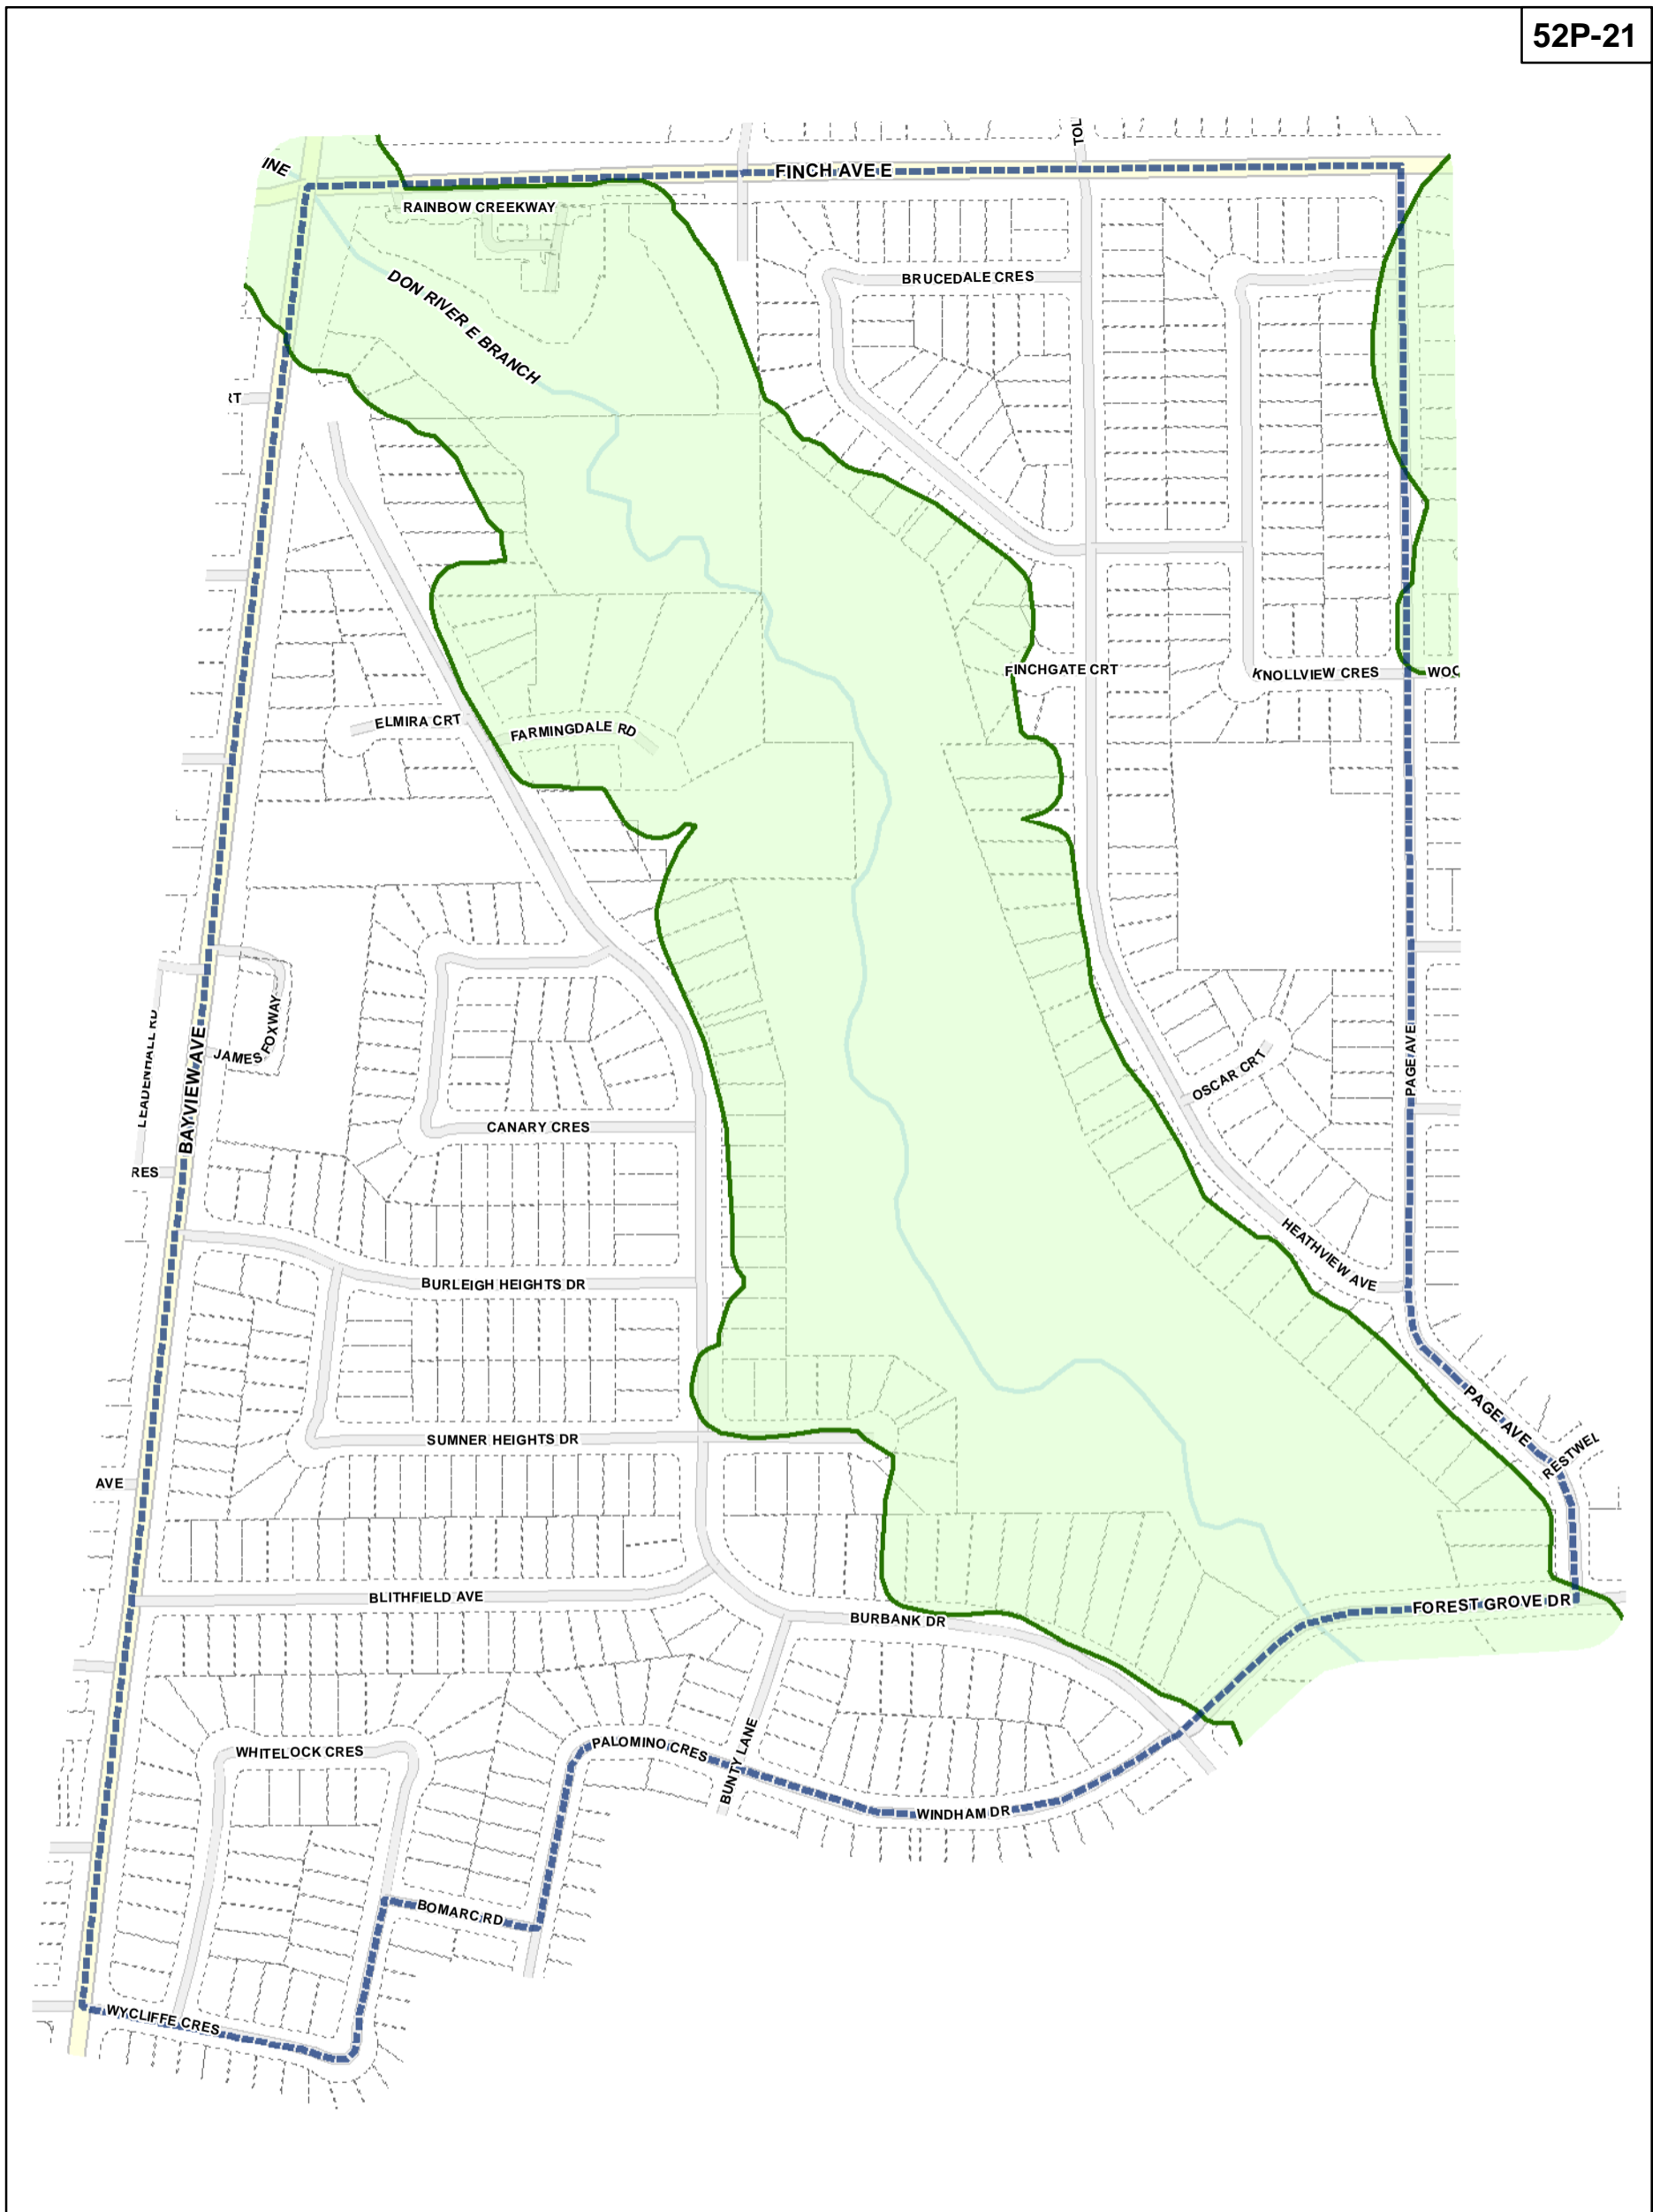 52P-21
TOL
INE
FINCH AVE E
RAINBOW CREEKWAY
BRUCEDALE CRES
DON RIVER E BRANCH
RT
FINCHGATE CRT
KNOLLVIEW CRES
WOO
ELMIRA CRT
FARMINGDALE RD
JAMES FOXWAY
LEADENHALL RD
BAYVIEW AVE
PAGE AVE
OSCAR CRT
CANARY CRES
RES
HEATHVIEW AVE
BURLEIGH HEIGHTS DR
PAGE AVE
SUMNER HEIGHTS DR
RESTWEL
AVE
BLITHFIELD AVE
FOREST GROVE DR
BURBANK DR
PALOMINO CRES
WHITELOCK CRES
BUNTY LANE
WINDHAM DR
BOMARC RD
WYCLIFFE CRES